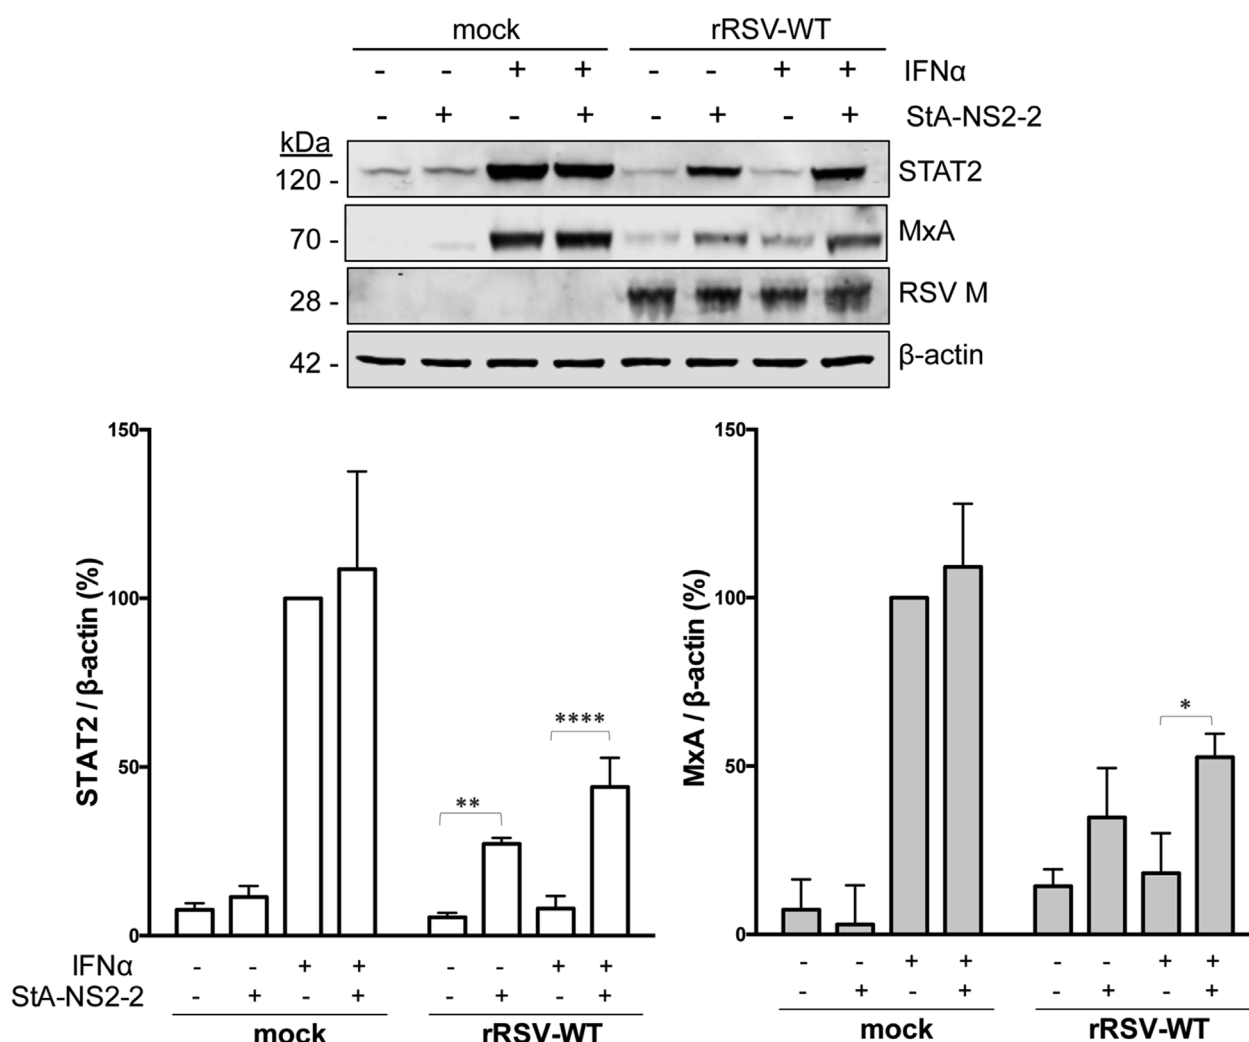 mock rRSV-WT
- - + + - - + + IFNα
- + - + - + - + StA-NS2-2
kDa
120 - STAT2
70 - MxA
28 - RSV M
42 - β-actin
150
100
50
0
STAT2 / β-actin (%)
**
****
IFNα - - + + - - + +
StA-NS2-2 - + - + - + - +
mock rRSV-WT
150
100
50
0
MxA / β-actin (%)
*
- - + + - - + +
- + - + - + - +
mock rRSV-WT